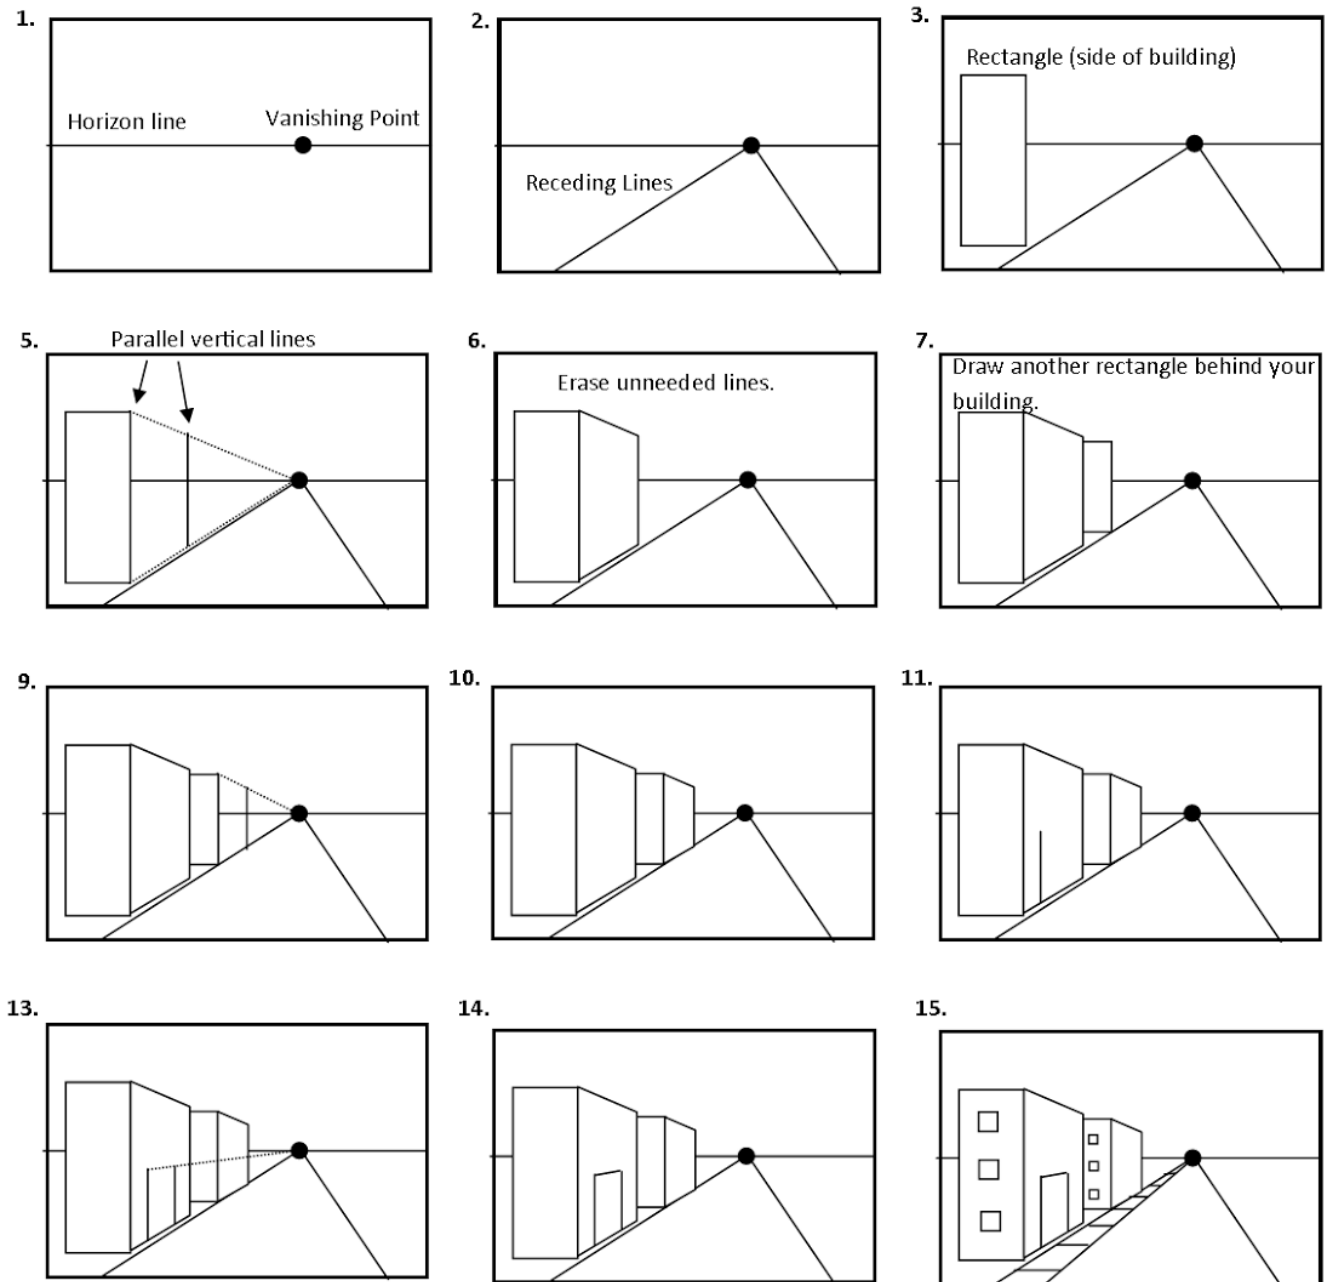 1.
Horizon line
Vanishing Point
2.
Receding Lines
3.
Rectangle (side of building)
5.
Parallel vertical lines
6.
Erase unneeded lines.
7.
Draw another rectangle behind your
building.
9.
10.
11.
13.
14.
15.